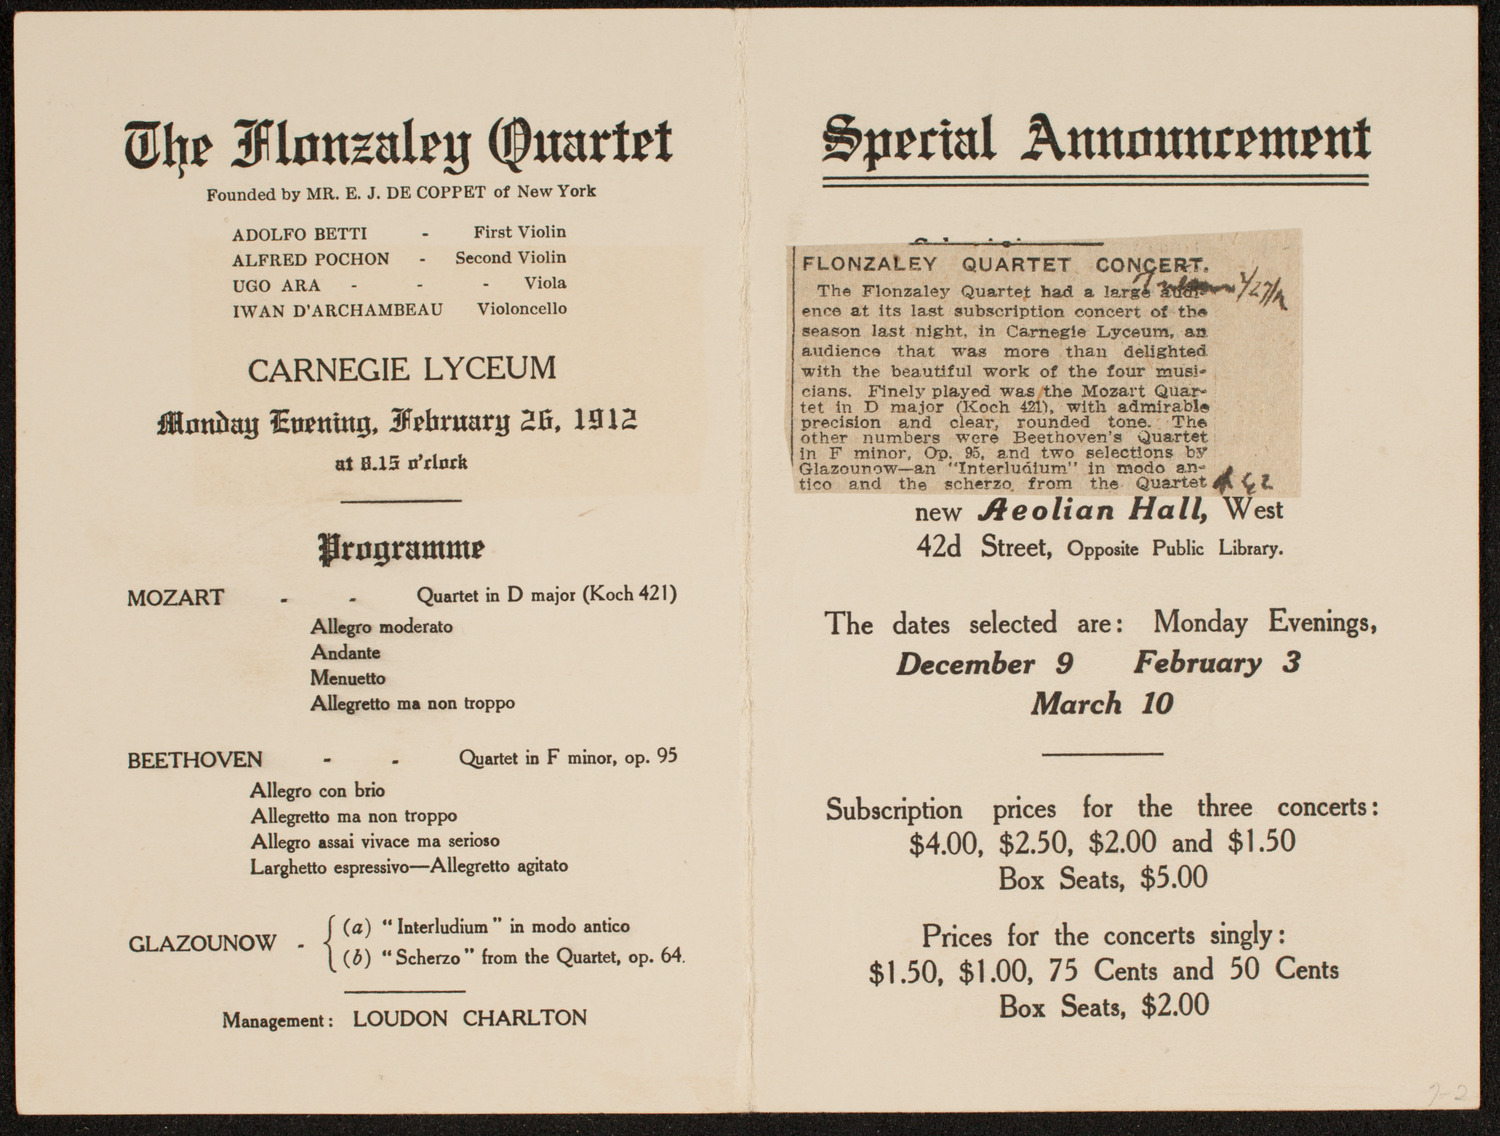 The Flonzaley Quartet
Founded by MR. E. J. DE COPPET of New York
ADOLFO BETTI - First Violin
ALFRED POCHON - Second Violin
UGO ARA - - - Viola
IWAN D'ARCHAMBEAU Violoncello
CARNEGIE LYCEUM
Monday Evening, February 26, 1912
at 8.15 o'clock
Programme
MOZART - - Quartet in D major (Koch 421)
Allegro moderato
Andante
Menuetto
Allegretto ma non troppo
BEETHOVEN - - Quartet in F minor, op. 95
Allegro con brio
Allegretto ma non troppo
Allegro assai vivace ma serioso
Larghetto espressivo—Allegretto agitato
GLAZOUNOW -
(a) "Interludium" in modo antico
(b) "Scherzo" from the Quartet, op. 64.
Management: LOUDON CHARLTON
Special Announcement
FLONZALEY QUARTET CONCERT.
The Flonzaley Quartet had a large audi-
ence at its last subscription concert of the
season last night, in Carnegie Lyceum, an
audience that was more than delighted
with the beautiful work of the four musi-
cians. Finely played was the Mozart Quar-
tet in D major (Koch 421), with admirable
precision and clear, rounded tone. The
other numbers were Beethoven's Quartet
in F minor, Op. 95, and two selections by
Glazounow—an "Interludium" in modo an-
tico and the scherzo from the Quartet
new Aeolian Hall, West
42d Street, Opposite Public Library.
The dates selected are: Monday Evenings,
December 9 February 3
March 10
Subscription prices for the three concerts:
$4.00, $2.50, $2.00 and $1.50
Box Seats, $5.00
Prices for the concerts singly:
$1.50, $1.00, 75 Cents and 50 Cents
Box Seats, $2.00